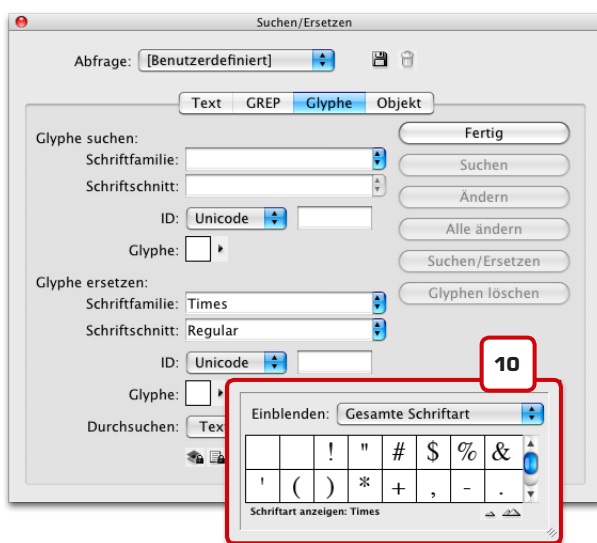 Suchen/Ersetzen
Abfrage: [Benutzerdefiniert]
Text GREP Glyphe Objekt
Glyphe suchen:
Schriftfamilie:
Schriftschnitt:
ID: Unicode
Glyphe:
Glyphe ersetzen:
Schriftfamilie: Times
Schriftschnitt: Regular
ID: Unicode
Glyphe:
Durchsuchen: Tex
Fertig
Suchen
Ändern
Alle ändern
Suchen/Ersetzen
Glyphen löschen
10
Einblenden: Gesamte Schriftart
! " # $ % &
' ( ) * + , - .
Schriftart anzeigen: Times